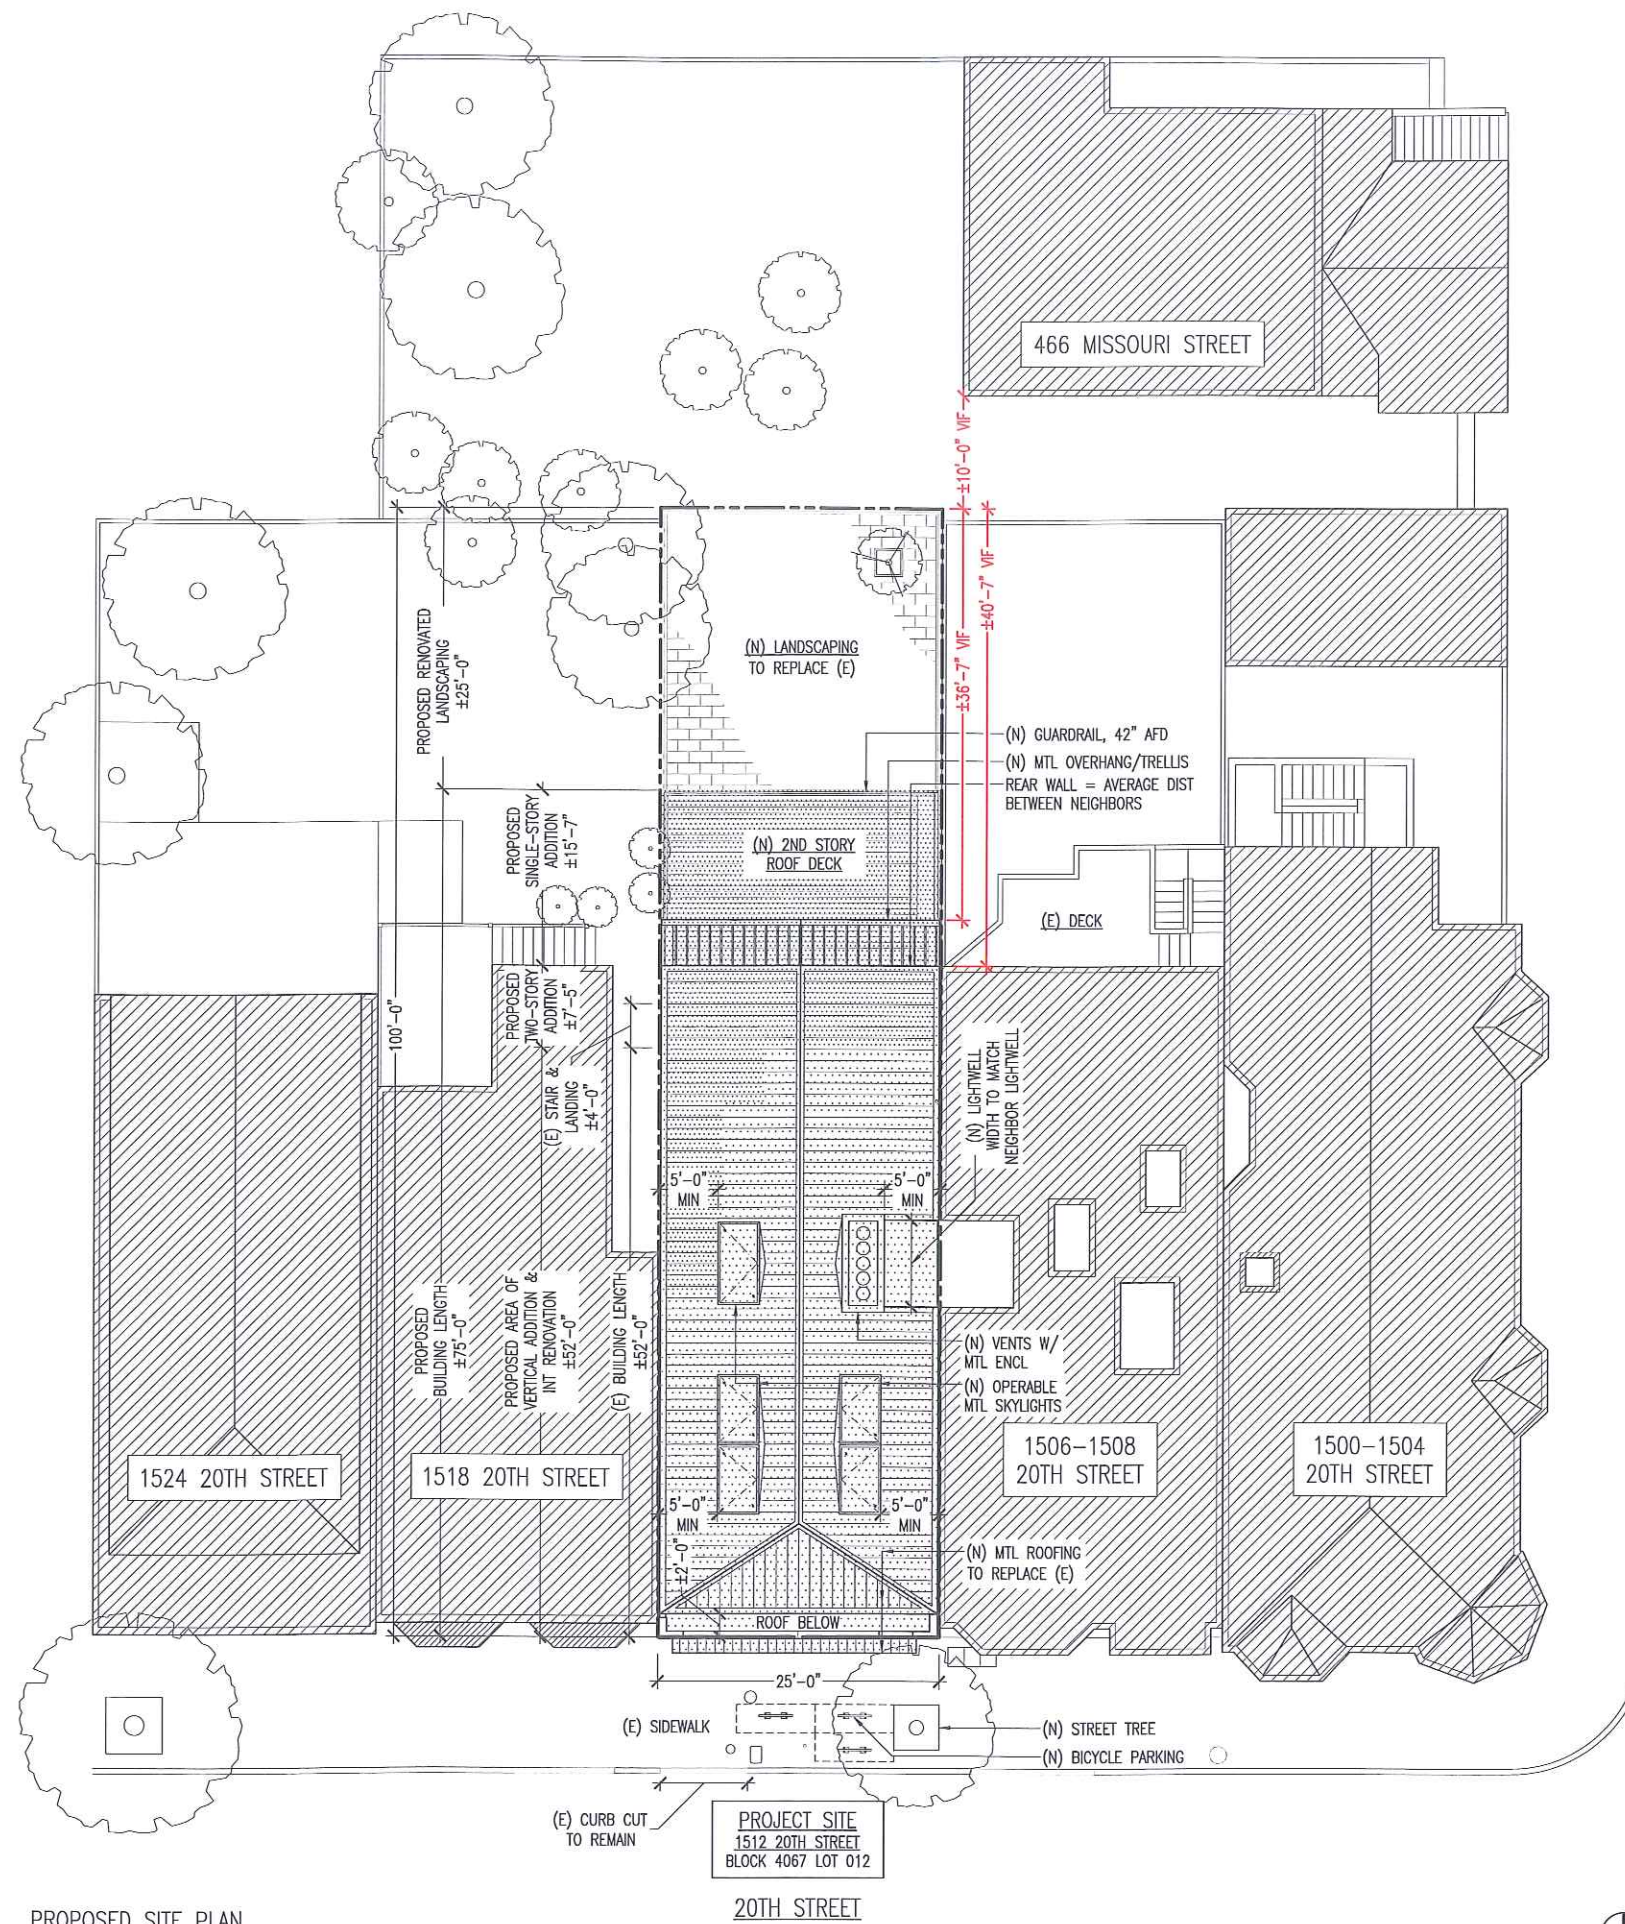 466 MISSOURI STREET
±10'-0" VIF
±40'-7" VIF
±36'-7" VIF
PROPOSED RENOVATED
LANDSCAPING
±25'-0"
(N) LANDSCAPING
TO REPLACE (E)
(N) GUARDRAIL, 42" AFD
(N) MTL OVERHANG/TRELLIS
REAR WALL = AVERAGE DIST
BETWEEN NEIGHBORS
PROPOSED
SINGLE-STORY
ADDITION
±15'-7"
(N) 2ND STORY
ROOF DECK
(E) DECK
100'-0"
PROPOSED
TWO-STORY
ADDITION
±7'-5"
(E) STAIR &
LANDING
±4'-0"
(N) LIGHTWELL
WIDTH TO MATCH
NEIGHBOR LIGHTWELL
5'-0"
MIN
5'-0"
MIN
PROPOSED
BUILDING LENGTH
±75'-0"
PROPOSED AREA OF
VERTICAL ADDITION &
INT RENOVATION
±52'-0"
(E) BUILDING LENGTH
±52'-0"
(N) VENTS W/
MTL ENCL
(N) OPERABLE
MTL SKYLIGHTS
1524 20TH STREET
1518 20TH STREET
1506-1508
20TH STREET
1500-1504
20TH STREET
5'-0"
MIN
5'-0"
MIN
±2'-0"
(N) MTL ROOFING
TO REPLACE (E)
ROOF BELOW
25'-0"
(E) SIDEWALK
(N) STREET TREE
(N) BICYCLE PARKING
(E) CURB CUT
TO REMAIN
PROJECT SITE
1512 20TH STREET
BLOCK 4067 LOT 012
20TH STREET
PROPOSED SITE PLAN